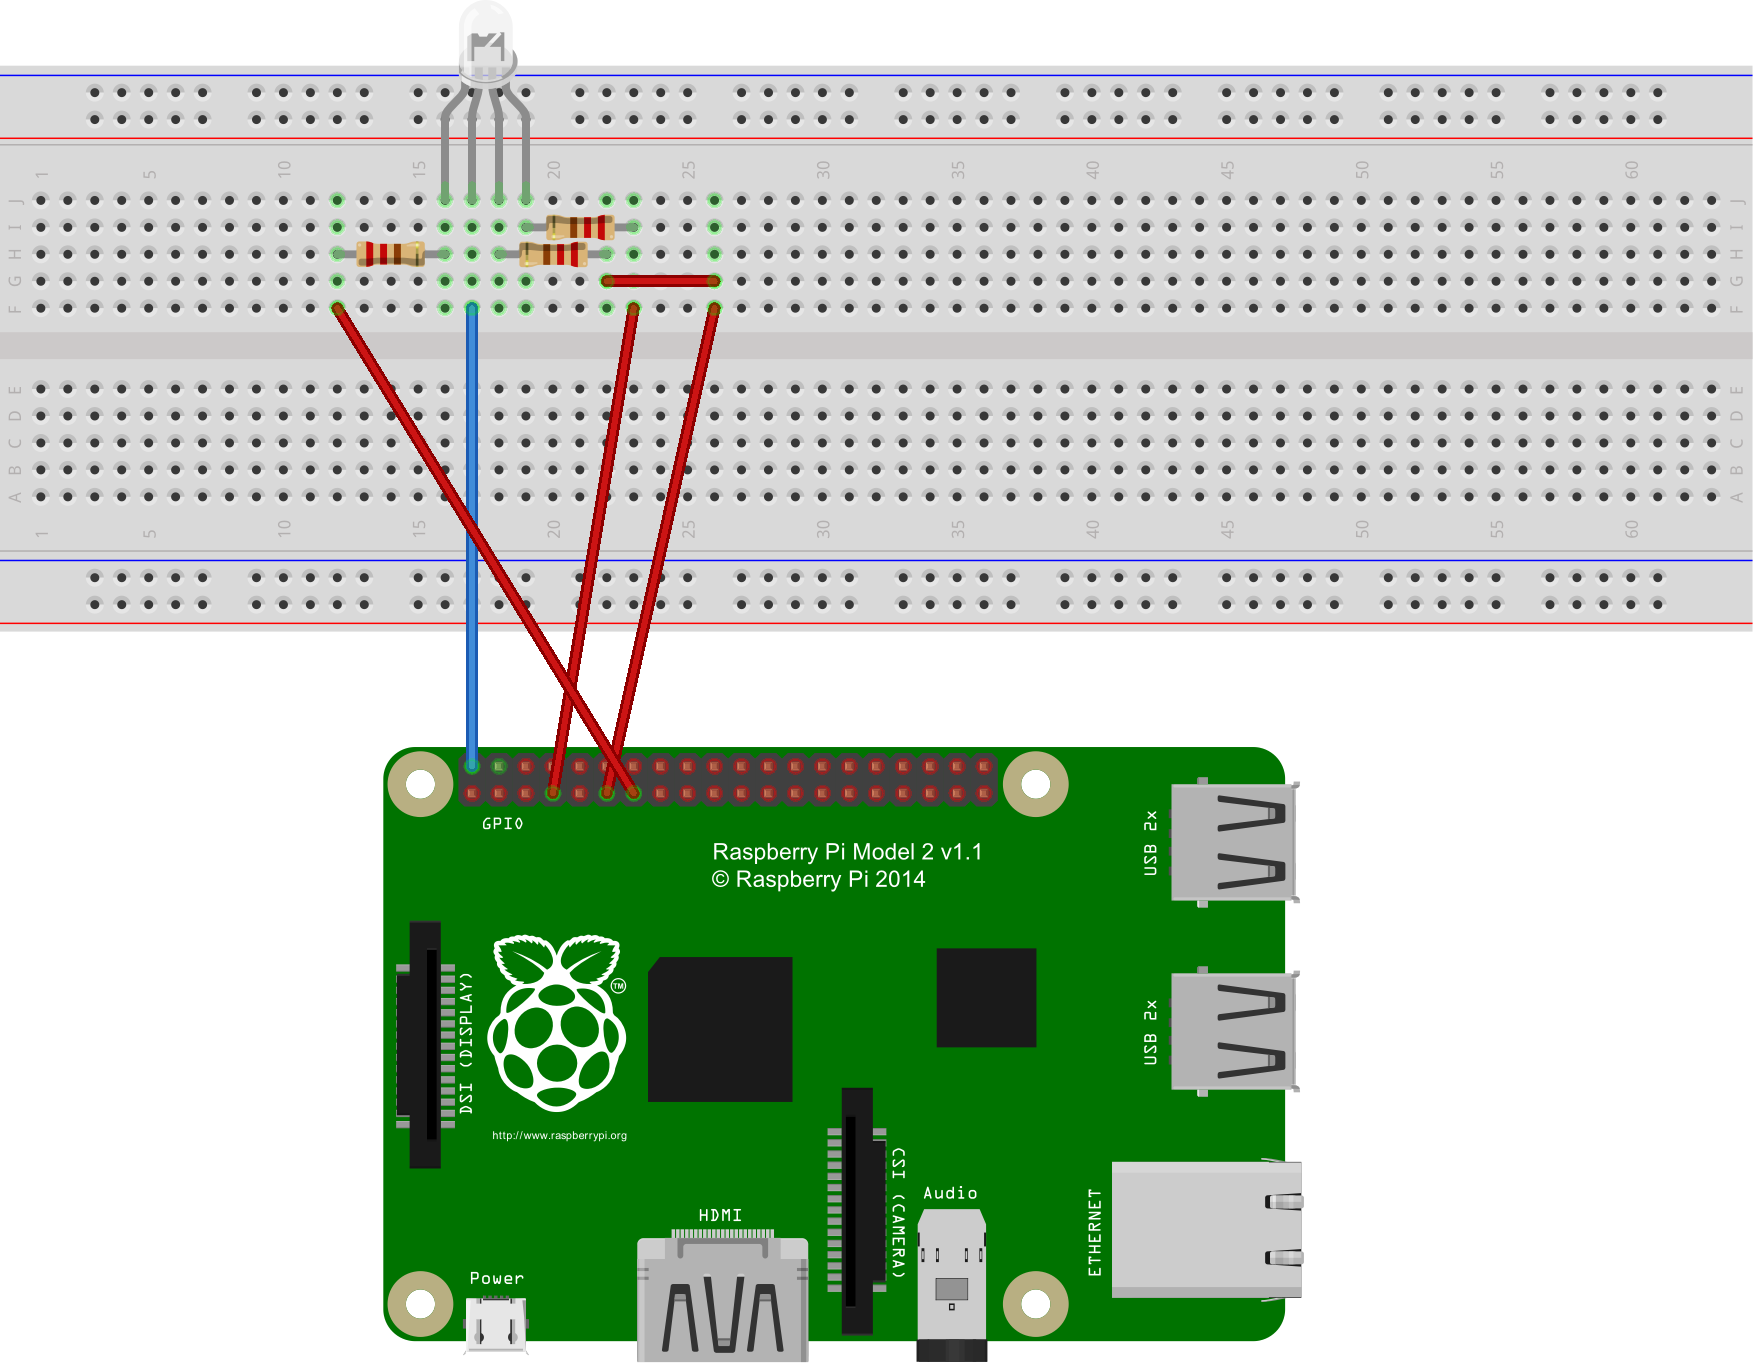 1 5 10 15 20 25 30 35 40 45 50 55 60
J J
I I
H H
G G
F F
E E
D D
C C
B B
A A
1 5 10 15 20 25 30 35 40 45 50 55 60
GPIO
Raspberry Pi Model 2 v1.1
© Raspberry Pi 2014
USB 2x
TM
DSI (DISPLAY)
USB 2x
http://www.raspberrypi.org
CSI (CAMERA)
Audio
ETHERNET
HDMI
Power